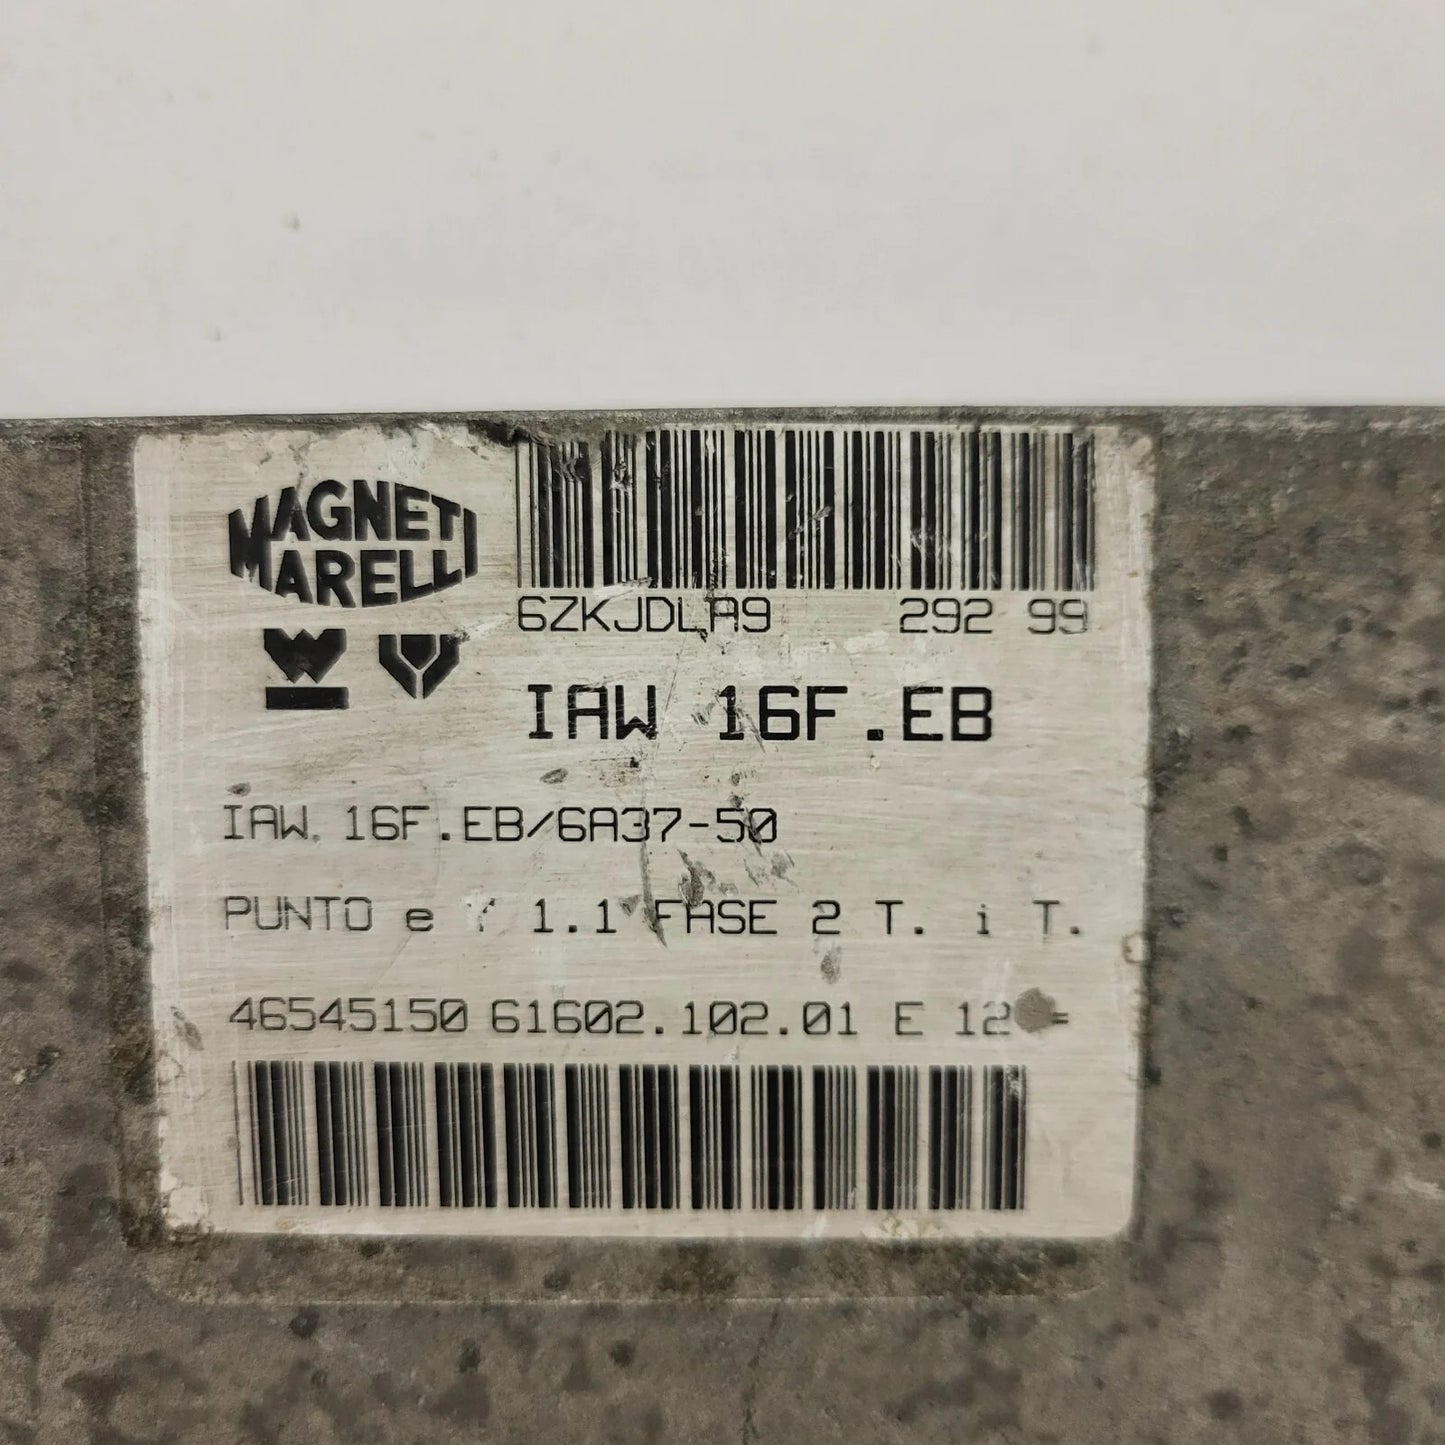 MAGNETI
MARELLI
6ZKJDLA9 292 99
IAW 16F.EB
IAW 16F.EB/6A37-50
PUNTO e Y 1.1 FASE 2 T. i T.
46545150 61602.102.01 E 12 =